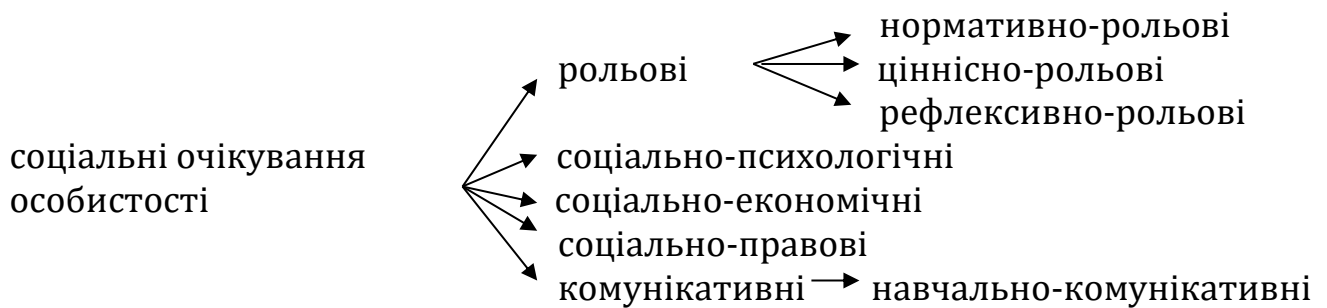 нормативно-рольові
рольові
ціннісно-рольові
рефлексивно-рольові
соціальні очікування
особистості
соціально-психологічні
соціально-економічні
соціально-правові
комунікативні
навчально-комунікативні